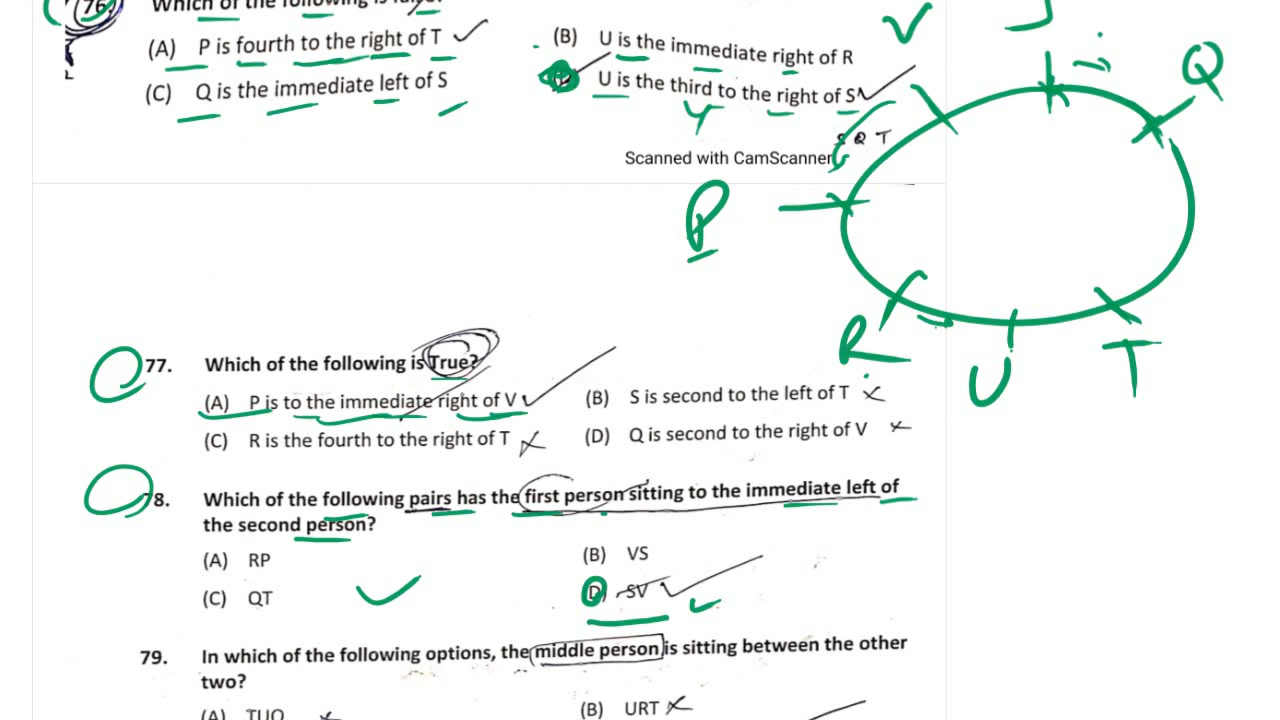 76. Which of the following is false?
(A) P is fourth to the right of T
(B) U is the immediate right of R
(C) Q is the immediate left of S
U is the third to the right of S
S Q T
Scanned with CamScanner
V
Q
P
R
U
T
77. Which of the following is True?
(A) P is to the immediate right of V
(B) S is second to the left of T
(C) R is the fourth to the right of T
(D) Q is second to the right of V
78. Which of the following pairs has the first person sitting to the immediate left of
the second person?
(A) RP
(B) VS
(C) QT
(D) SV
79. In which of the following options, the middle person is sitting between the other
two?
(A) TUQ
(B) URT